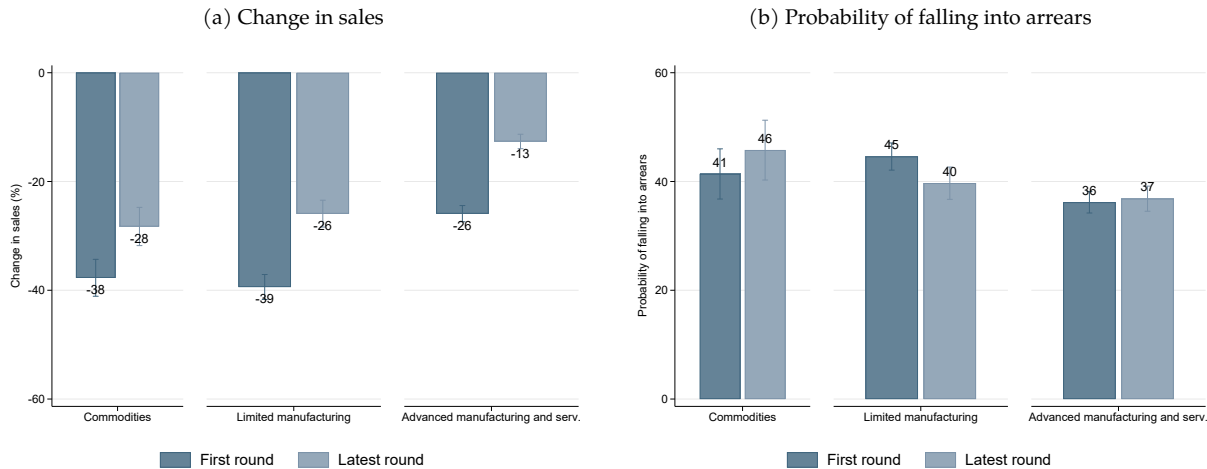 (a) Change in sales
0
-20
-40
-60
Change in sales (%)
-38
-28
-39
-26
-26
-13
Commodities
Limited manufacturing
Advanced manufacturing and serv.
First round
Latest round
(b) Probability of falling into arrears
60
40
20
0
Probability of falling into arrears
41
46
45
40
36
37
Commodities
Limited manufacturing
Advanced manufacturing and serv.
First round
Latest round